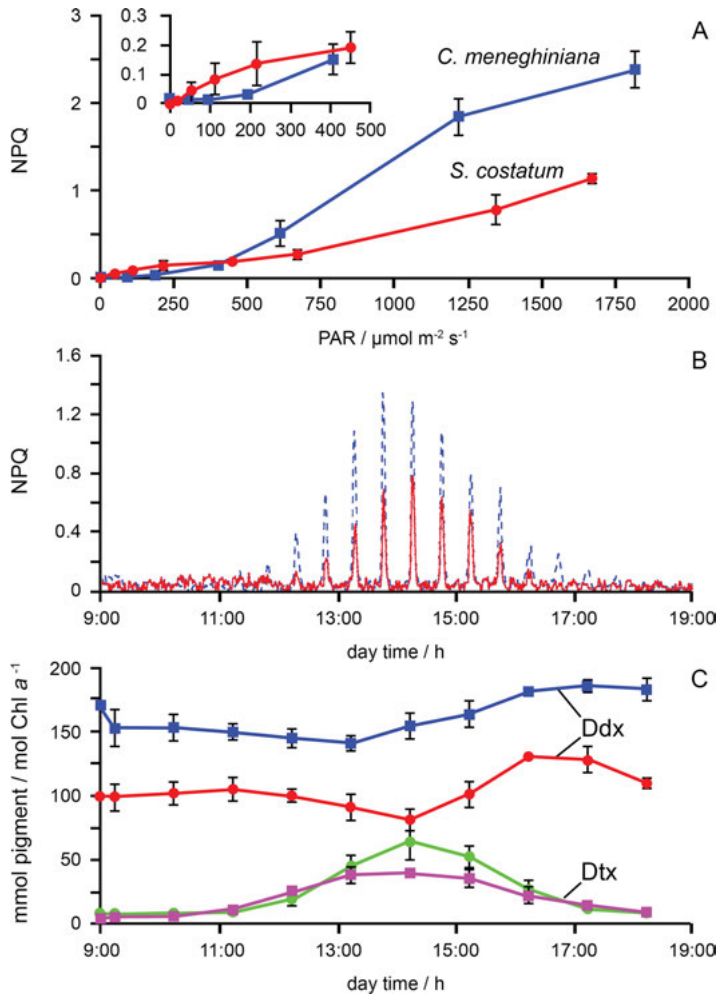 A
NPQ
3
2
1
0
0.3
0.2
0.1
0
0 100 200 300 400 500
C. meneghiniana
S. costatum
0 250 500 750 1000 1250 1500 1750 2000
PAR / µmol m⁻² s⁻¹
B
NPQ
1.6
1.2
0.8
0.4
0
9:00 11:00 13:00 15:00 17:00 19:00
day time / h
C
mmol pigment / mol Chl a⁻¹
200
150
100
50
0
Ddx
Dtx
9:00 11:00 13:00 15:00 17:00 19:00
day time / h